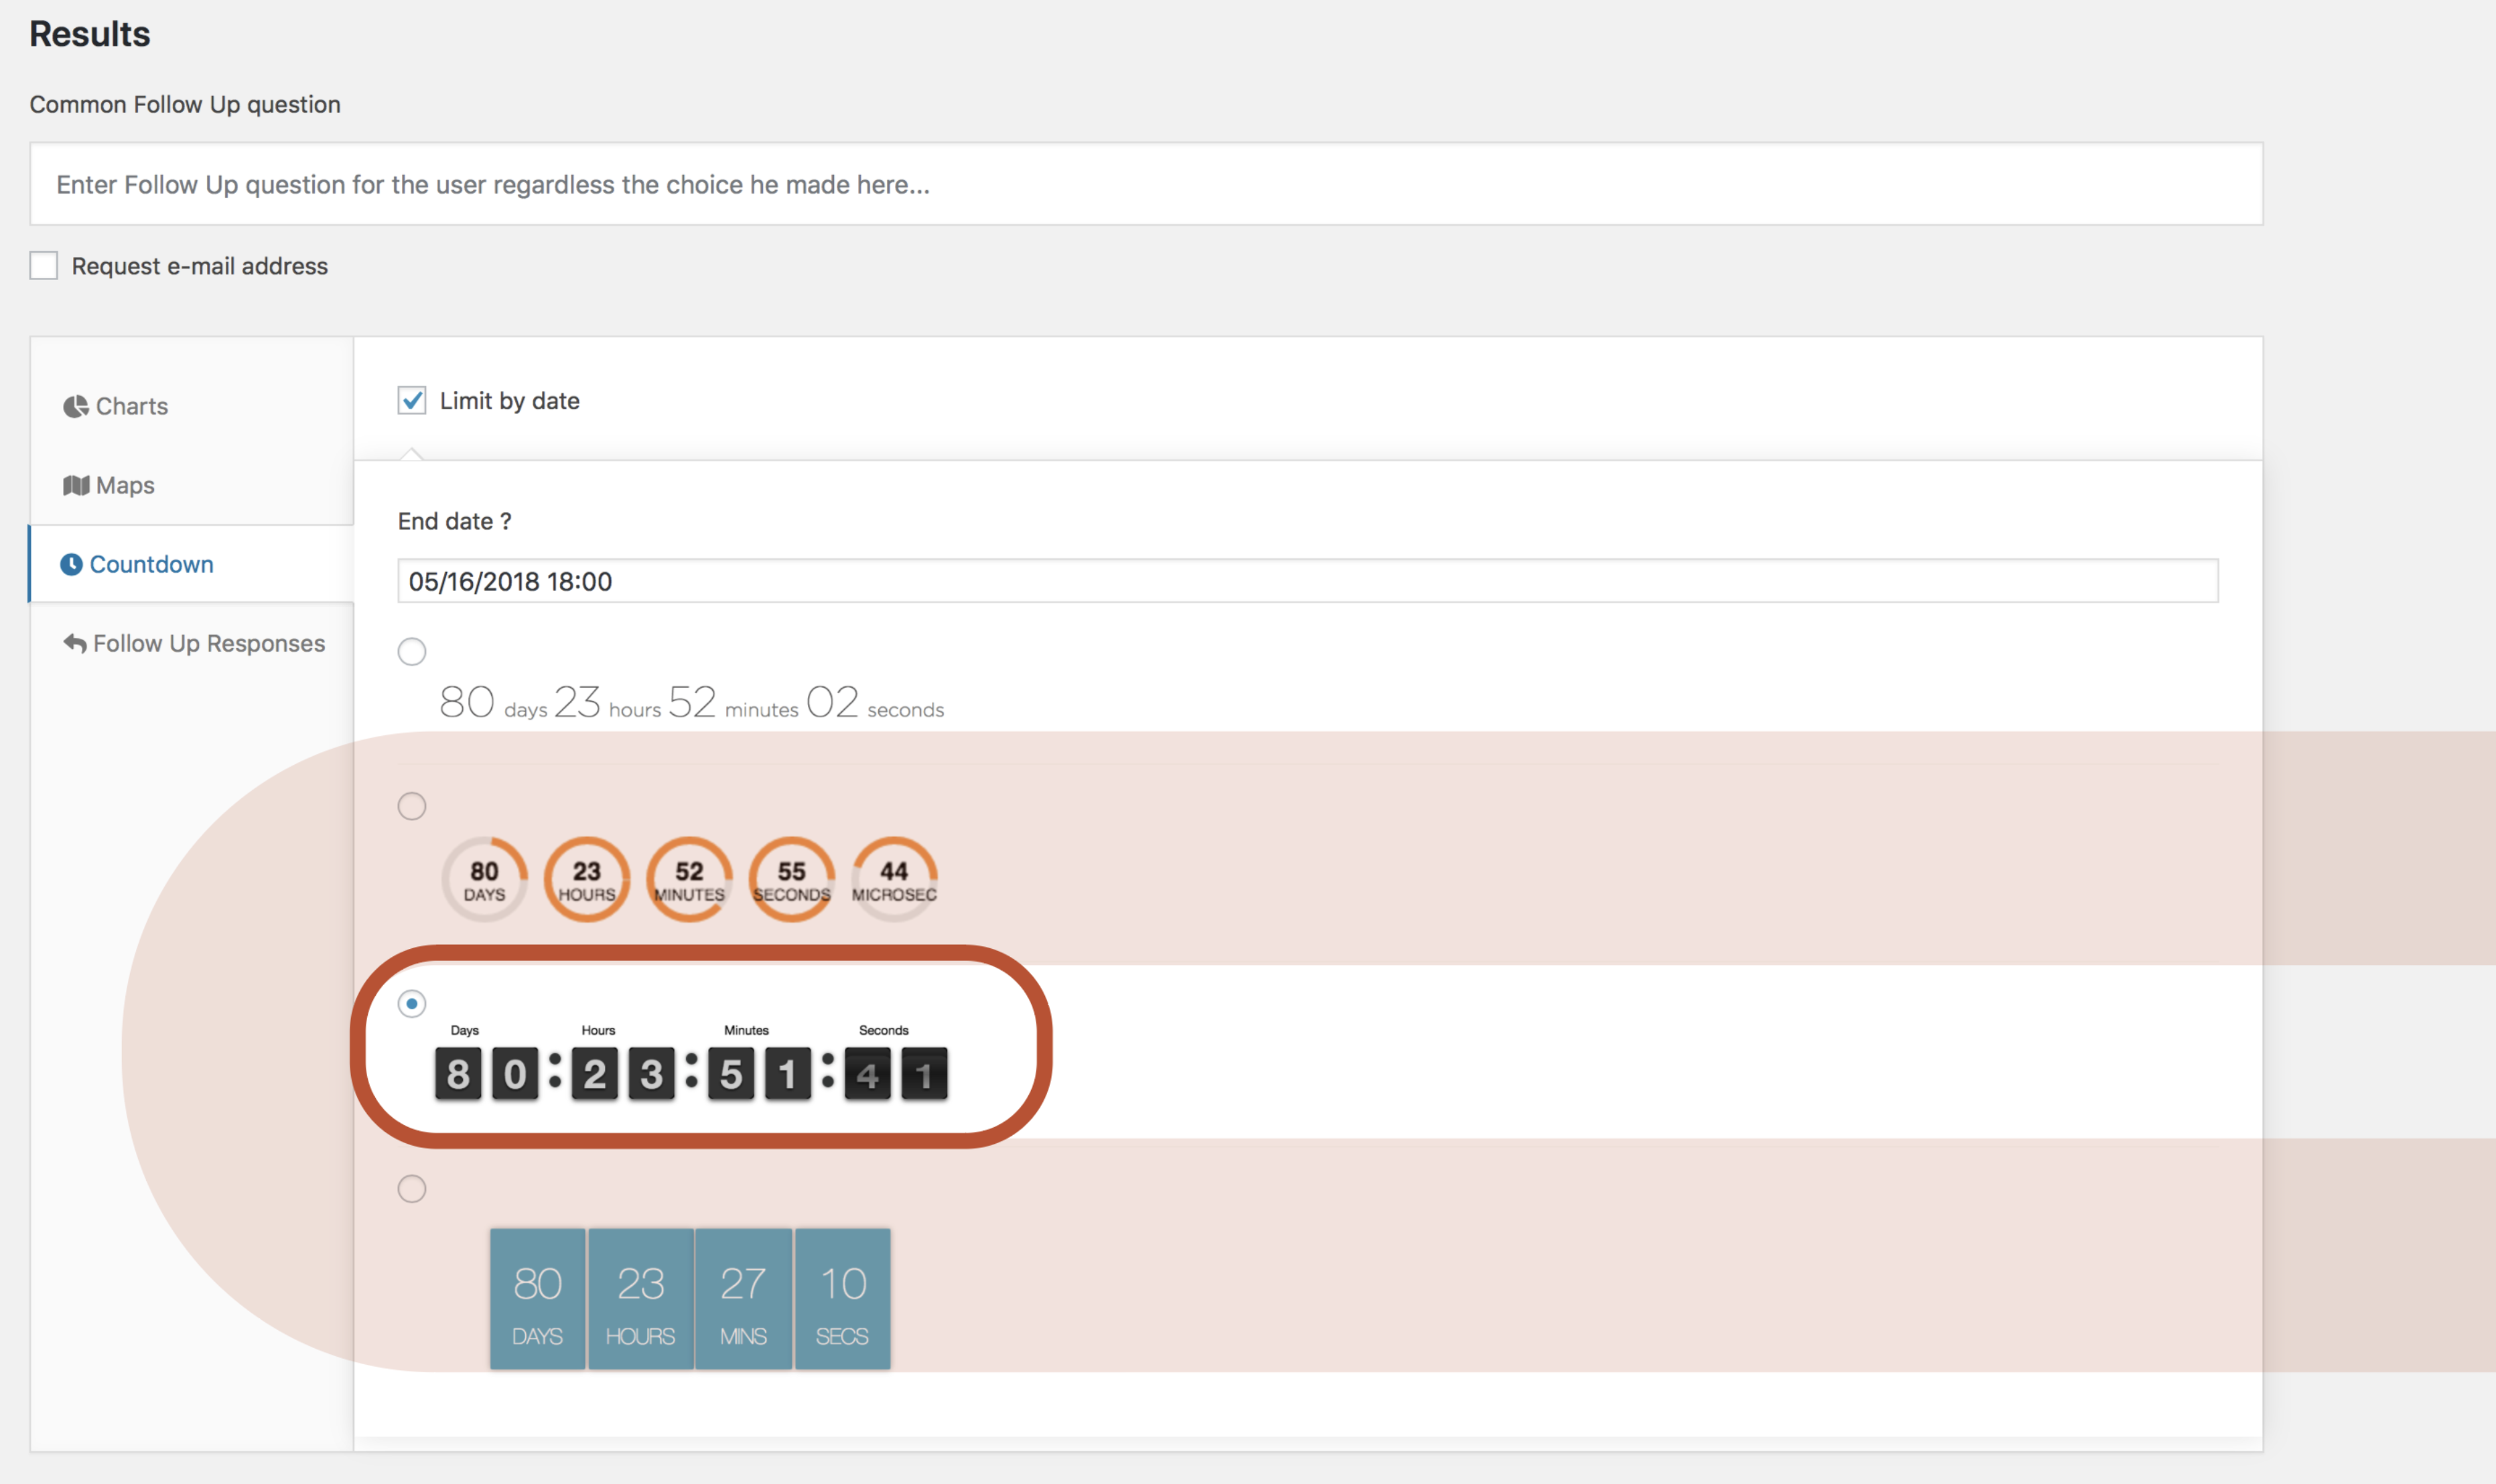 Results
Common Follow Up question
Enter Follow Up question for the user regardless the choice he made here...
Request e-mail address
Charts
Maps
Countdown
Follow Up Responses
Limit by date
End date ?
05/16/2018 18:00
80 days 23 hours 52 minutes 02 seconds
80 23 52 55 44
DAYS HOURS MINUTES SECONDS MICROSEC
Days Hours Minutes Seconds
80:23:51:41
80 23 27 10
DAYS HOURS MINS SECS